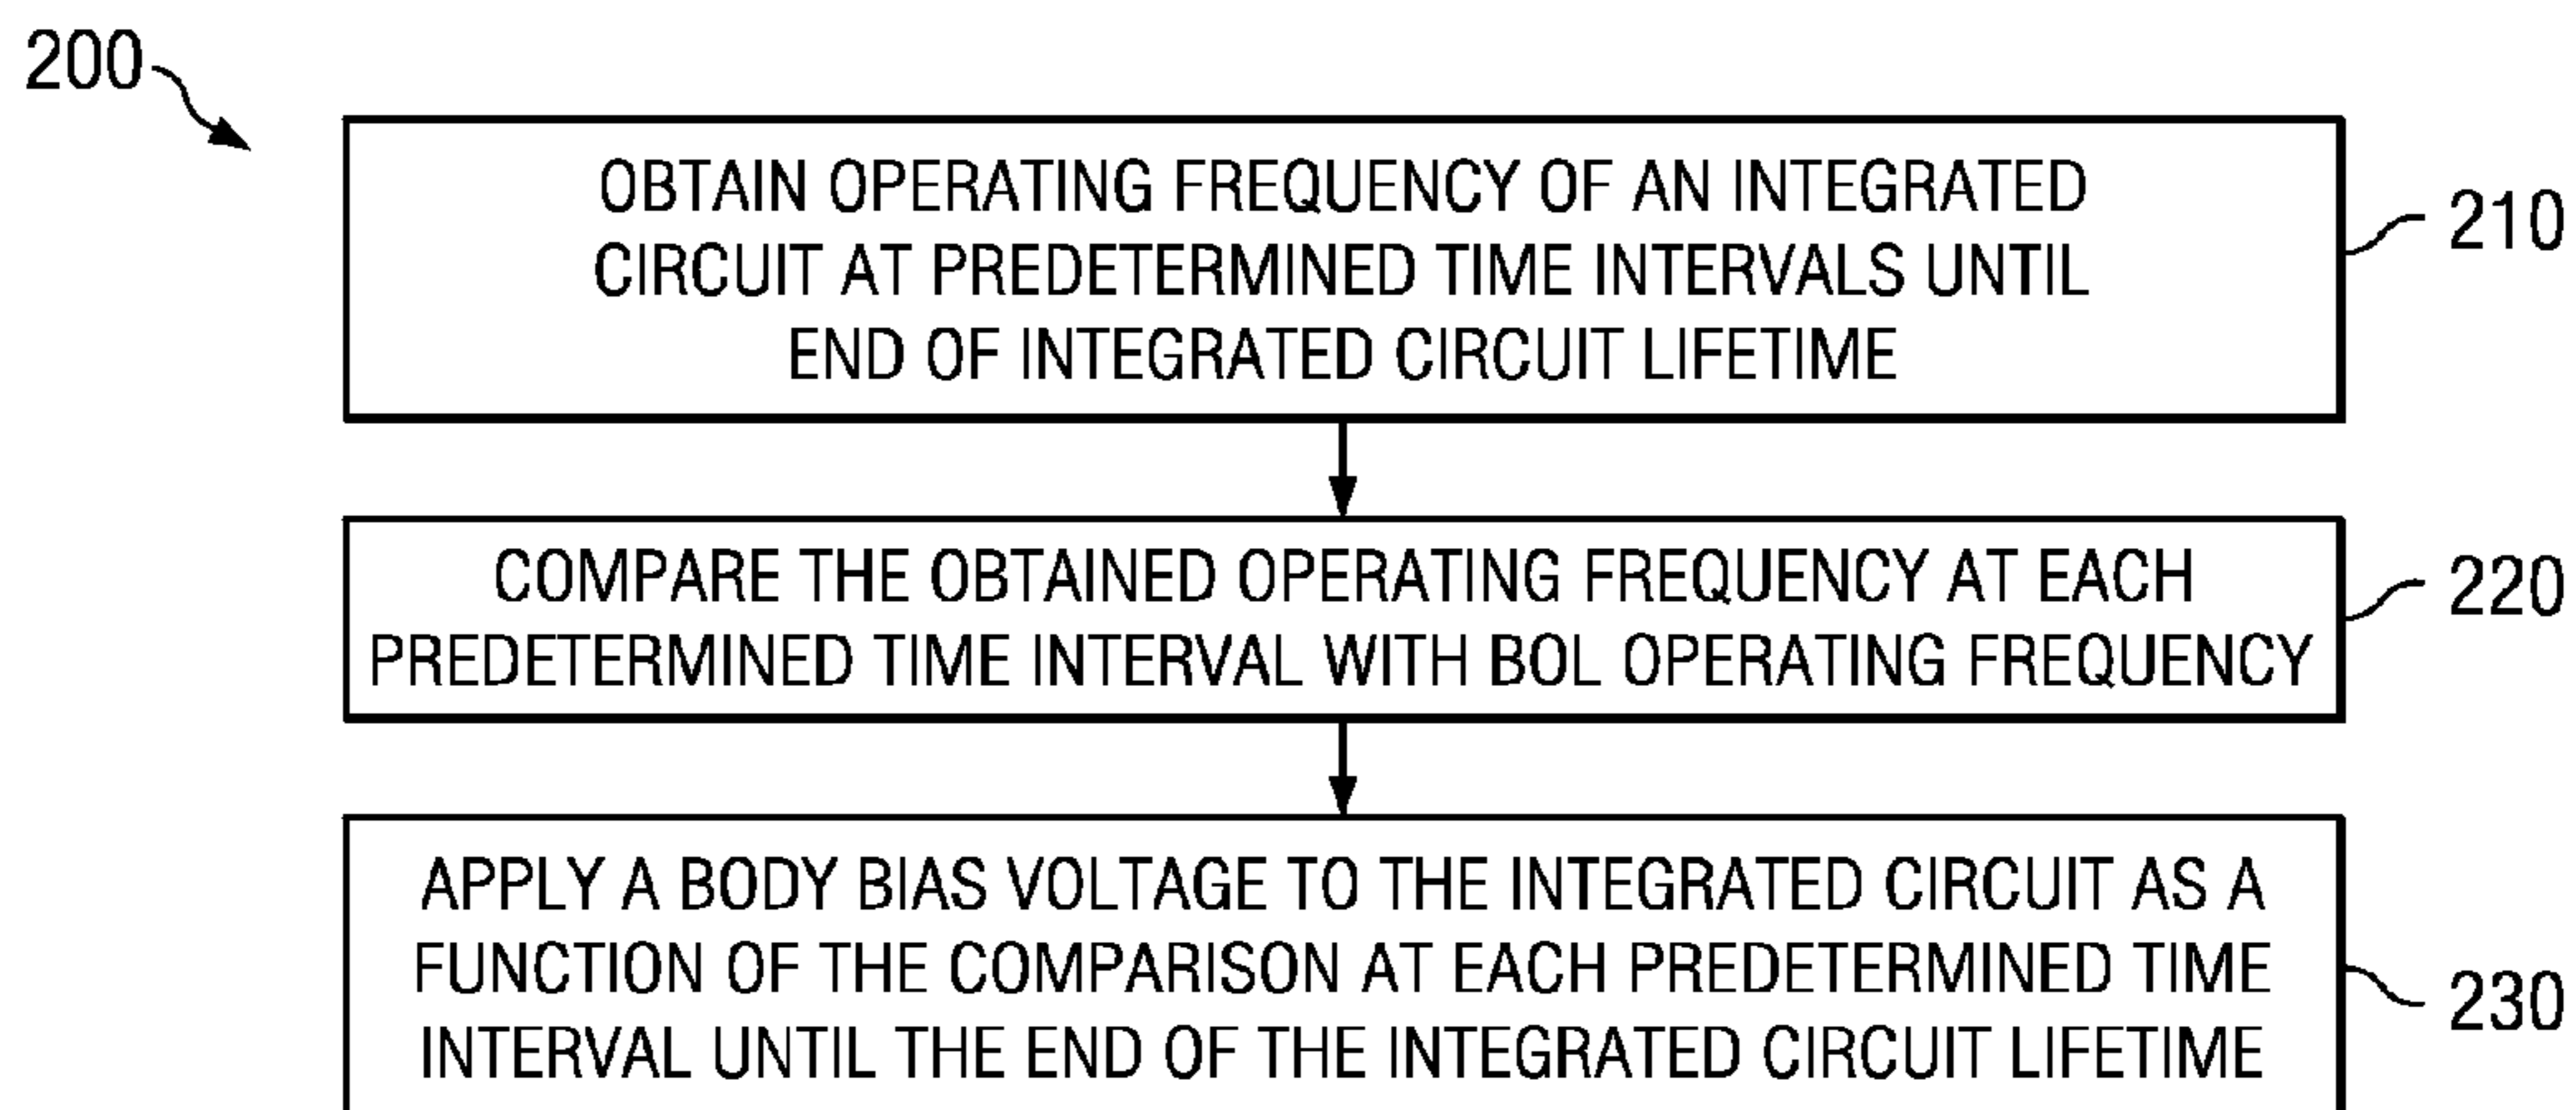 200
OBTAIN OPERATING FREQUENCY OF AN INTEGRATED
CIRCUIT AT PREDETERMINED TIME INTERVALS UNTIL
END OF INTEGRATED CIRCUIT LIFETIME
210
COMPARE THE OBTAINED OPERATING FREQUENCY AT EACH
PREDETERMINED TIME INTERVAL WITH BOL OPERATING FREQUENCY
220
APPLY A BODY BIAS VOLTAGE TO THE INTEGRATED CIRCUIT AS A
FUNCTION OF THE COMPARISON AT EACH PREDETERMINED TIME
INTERVAL UNTIL THE END OF THE INTEGRATED CIRCUIT LIFETIME
230